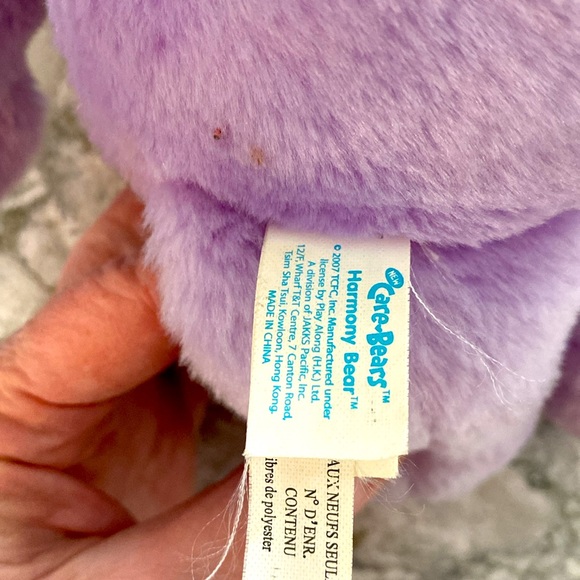 NEW
Care-Bears™
Harmony Bear™
© 2007 TCFC, Inc. Manufactured under
license by Play Along (H.K.) Ltd.
A division of JAKKS Pacific, Inc.
12/F, Wharf T&T Centre, 7 Canton Road,
Tsim Sha Tsui, Kowloon, Hong Kong.
MADE IN CHINA
AUX NEUFS SEUL
N° D'ENR.
CONTENU
ibres de polyester